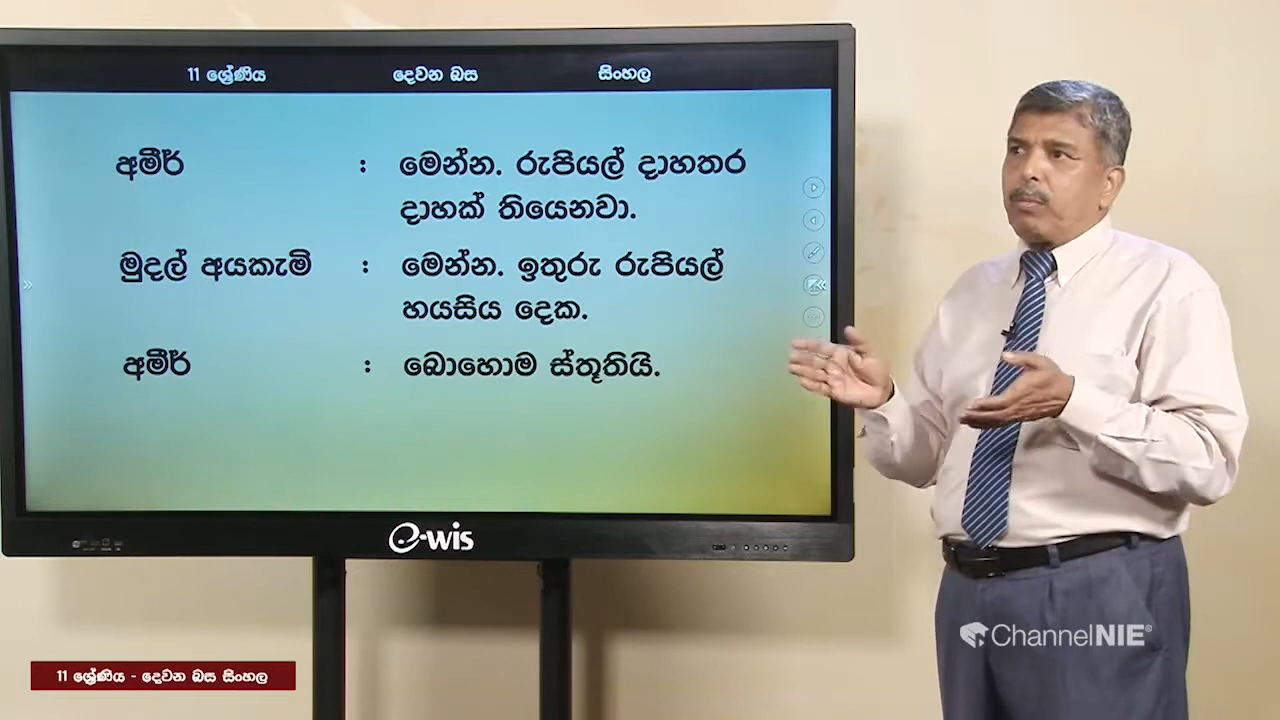 11 ශ්‍රේණිය දෙවන බස සිංහල
අමීර් : මෙන්න. රුපියල් දාහතර
දාහක් තියෙනවා.
මුදල් අයකැමි : මෙන්න. ඉතුරු රුපියල්
හයසිය දෙක.
අමීර් : බොහොම ස්තූතියි.
e-wis
ChannelNIE®
11 ශ්‍රේණිය - දෙවන බස සිංහල